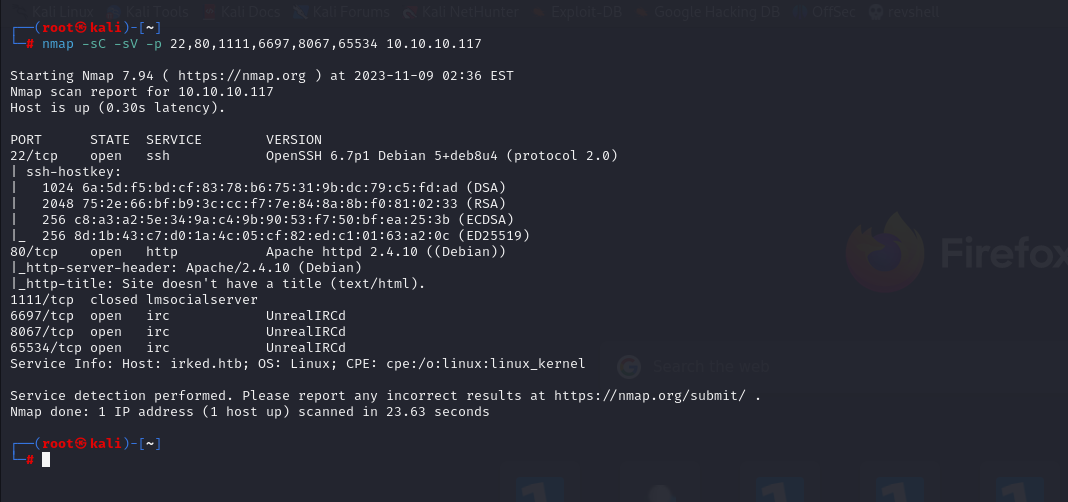 Kali Linux Kali Tools Kali Docs Kali Forums Kali NetHunter Exploit-DB Google Hacking DB OffSec revshell
┌──(root㉿kali)-[~]
└─# nmap -sC -sV -p 22,80,1111,6697,8067,65534 10.10.10.117
Starting Nmap 7.94 ( https://nmap.org ) at 2023-11-09 02:36 EST
Nmap scan report for 10.10.10.117
Host is up (0.30s latency).
PORT      STATE  SERVICE        VERSION
22/tcp    open   ssh            OpenSSH 6.7p1 Debian 5+deb8u4 (protocol 2.0)
| ssh-hostkey:
|   1024 6a:5d:f5:bd:cf:83:78:b6:75:31:9b:dc:79:c5:fd:ad (DSA)
|   2048 75:2e:66:bf:b9:3c:cc:f7:7e:84:8a:8b:f0:81:02:33 (RSA)
|   256 c8:a3:a2:5e:34:9a:c4:9b:90:53:f7:50:bf:ea:25:3b (ECDSA)
|_  256 8d:1b:43:c7:d0:1a:4c:05:cf:82:ed:c1:01:63:a2:0c (ED25519)
80/tcp    open   http           Apache httpd 2.4.10 ((Debian))
|_http-server-header: Apache/2.4.10 (Debian)
|_http-title: Site doesn't have a title (text/html).
1111/tcp  closed lmsocialserver
6697/tcp  open   irc            UnrealIRCd
8067/tcp  open   irc            UnrealIRCd
65534/tcp open   irc            UnrealIRCd
Service Info: Host: irked.htb; OS: Linux; CPE: cpe:/o:linux:linux_kernel
Service detection performed. Please report any incorrect results at https://nmap.org/submit/ .
Nmap done: 1 IP address (1 host up) scanned in 23.63 seconds
┌──(root㉿kali)-[~]
└─#
Firefox
Search the web